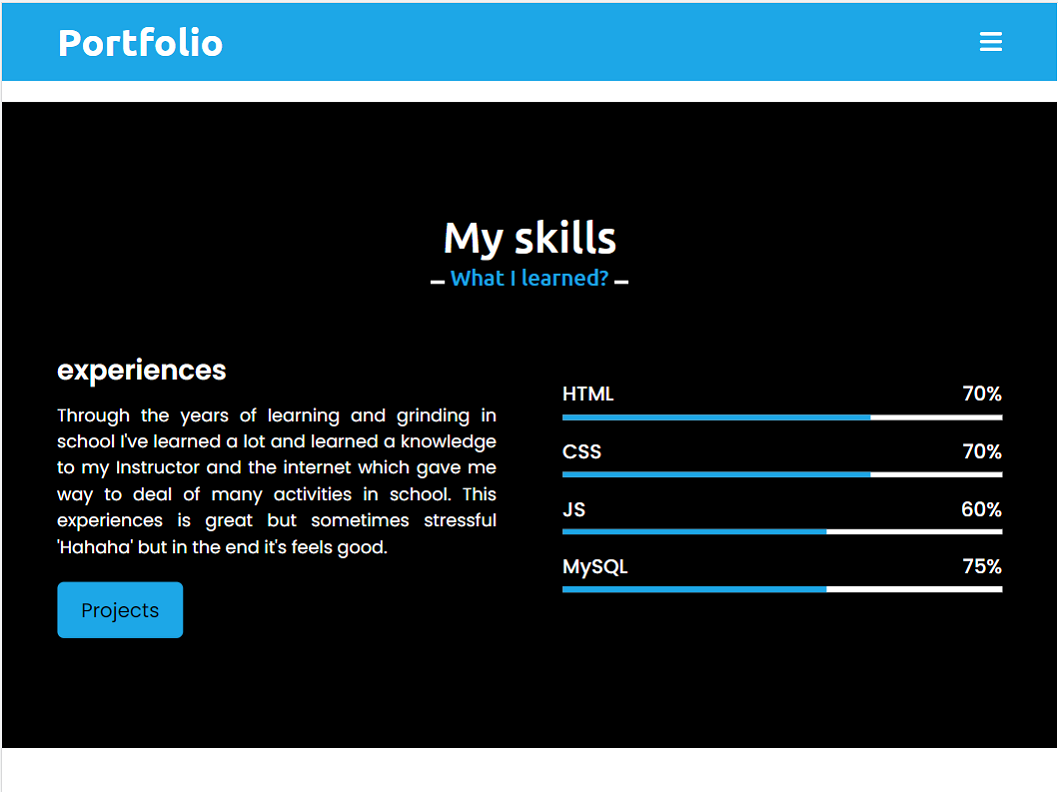 Portfolio
My skills
What I learned?
experiences
Through the years of learning and grinding in
school I've learned a lot and learned a knowledge
to my Instructor and the internet which gave me
way to deal of many activities in school. This
experiences is great but sometimes stressful
'Hahaha' but in the end it's feels good.
Projects
HTML 70%
CSS 70%
JS 60%
MySQL 75%